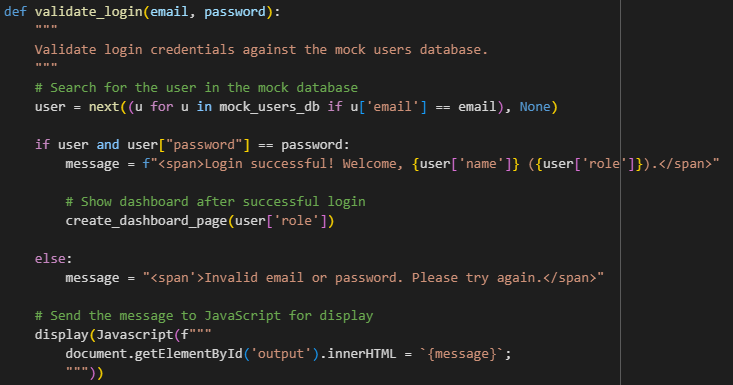 def validate_login(email, password):
    """
    Validate login credentials against the mock users database.
    """
    # Search for the user in the mock database
    user = next((u for u in mock_users_db if u['email'] == email), None)
    if user and user["password"] == password:
        message = f"<span>Login successful! Welcome, {user['name']} ({user['role']}).</span>"
        # Show dashboard after successful login
        create_dashboard_page(user['role'])
    else:
        message = "<span'>Invalid email or password. Please try again.</span>"
    # Send the message to JavaScript for display
    display(Javascript(f"""
        document.getElementById('output').innerHTML = `{message}`;
        """))